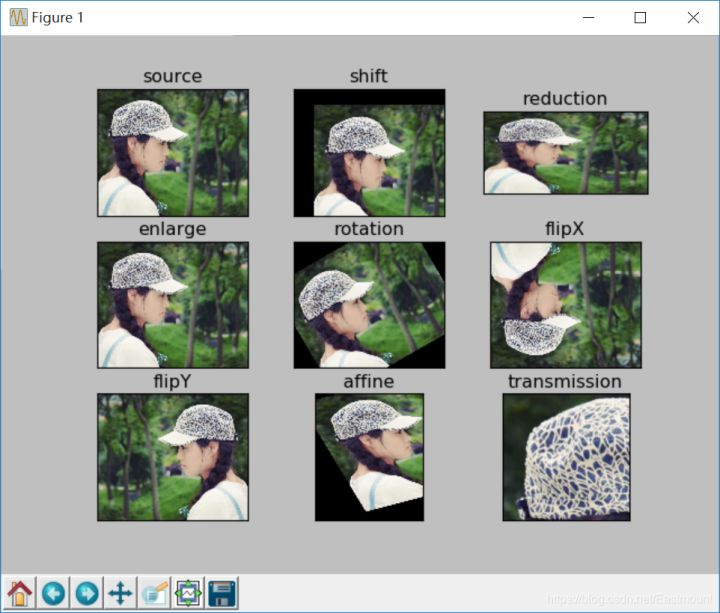 Figure 1
source
shift
reduction
enlarge
rotation
flipX
flipY
affine
transmission
https://blog.csdn.net/Eastmount